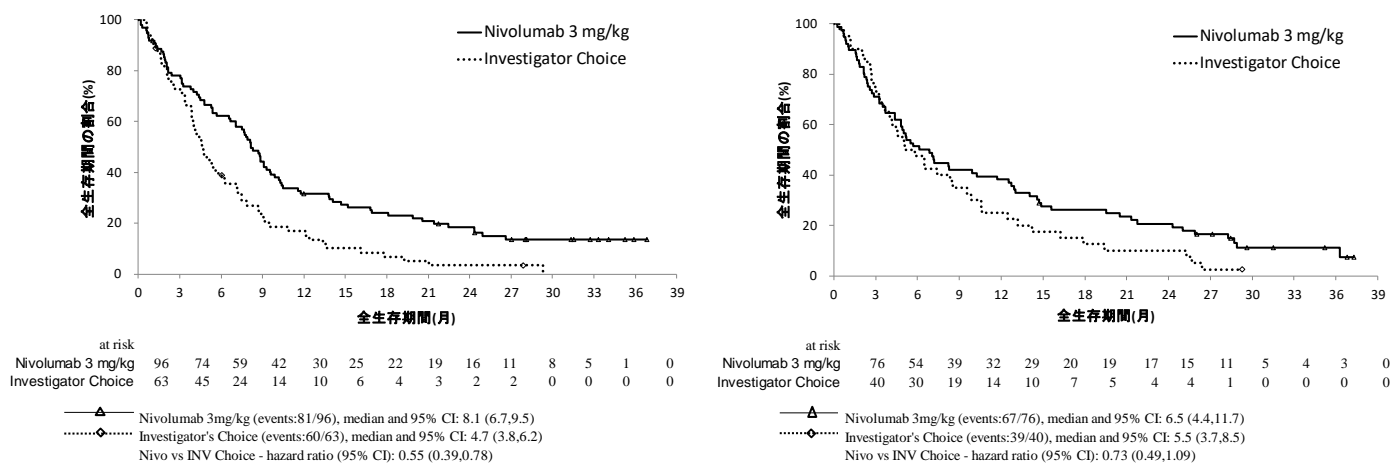 100
80
60
40
20
0
全生存期間の割合(%)
Nivolumab 3 mg/kg
Investigator Choice
0 3 6 9 12 15 18 21 24 27 30 33 36 39
全生存期間(月)
at risk
Nivolumab 3 mg/kg 96 74 59 42 30 25 22 19 16 11 8 5 1 0
Investigator Choice 63 45 24 14 10 6 4 3 2 2 0 0 0 0
Nivolumab 3mg/kg (events:81/96), median and 95% CI: 8.1 (6.7,9.5)
Investigator's Choice (events:60/63), median and 95% CI: 4.7 (3.8,6.2)
Nivo vs INV Choice - hazard ratio (95% CI): 0.55 (0.39,0.78)
100
80
60
40
20
0
全生存期間の割合(%)
Nivolumab 3 mg/kg
Investigator Choice
0 3 6 9 12 15 18 21 24 27 30 33 36 39
全生存期間(月)
at risk
Nivolumab 3 mg/kg 76 54 39 32 29 20 19 17 15 11 5 4 3 0
Investigator Choice 40 30 19 14 10 7 5 4 4 1 0 0 0 0
Nivolumab 3mg/kg (events:67/76), median and 95% CI: 6.5 (4.4,11.7)
Investigator's Choice (events:39/40), median and 95% CI: 5.5 (3.7,8.5)
Nivo vs INV Choice - hazard ratio (95% CI): 0.73 (0.49,1.09)